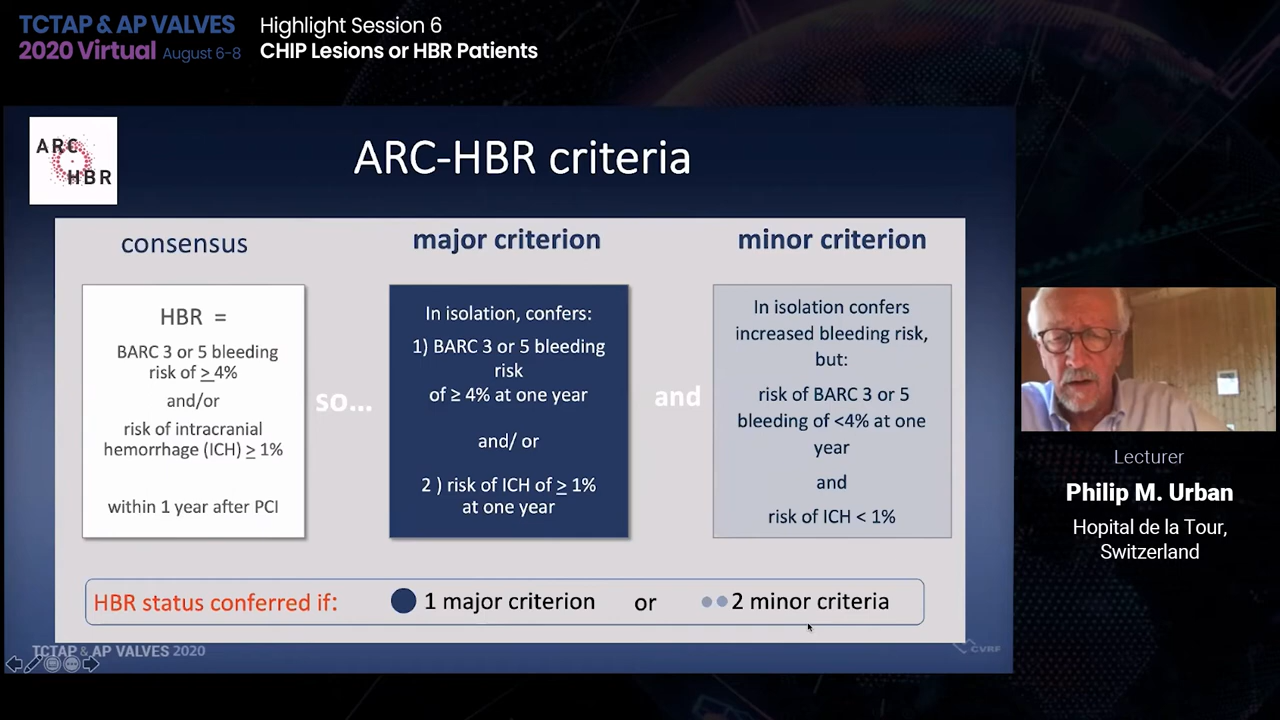 TCTAP & AP VALVES
2020 Virtual August 6-8
Highlight Session 6
CHIP Lesions or HBR Patients
ARC
HBR
ARC-HBR criteria
consensus
HBR =
BARC 3 or 5 bleeding
risk of ≥ 4%
and/or
risk of intracranial
hemorrhage (ICH) ≥ 1%
within 1 year after PCI
so...
major criterion
In isolation, confers:
1) BARC 3 or 5 bleeding
risk
of ≥ 4% at one year
and/ or
2 ) risk of ICH of ≥ 1%
at one year
and
minor criterion
In isolation confers
increased bleeding risk,
but:
risk of BARC 3 or 5
bleeding of <4% at one
year
and
risk of ICH < 1%
HBR status conferred if:
1 major criterion
or
2 minor criteria
TCTAP & AP VALVES 2020
CVRF
Lecturer
Philip M. Urban
Hopital de la Tour,
Switzerland